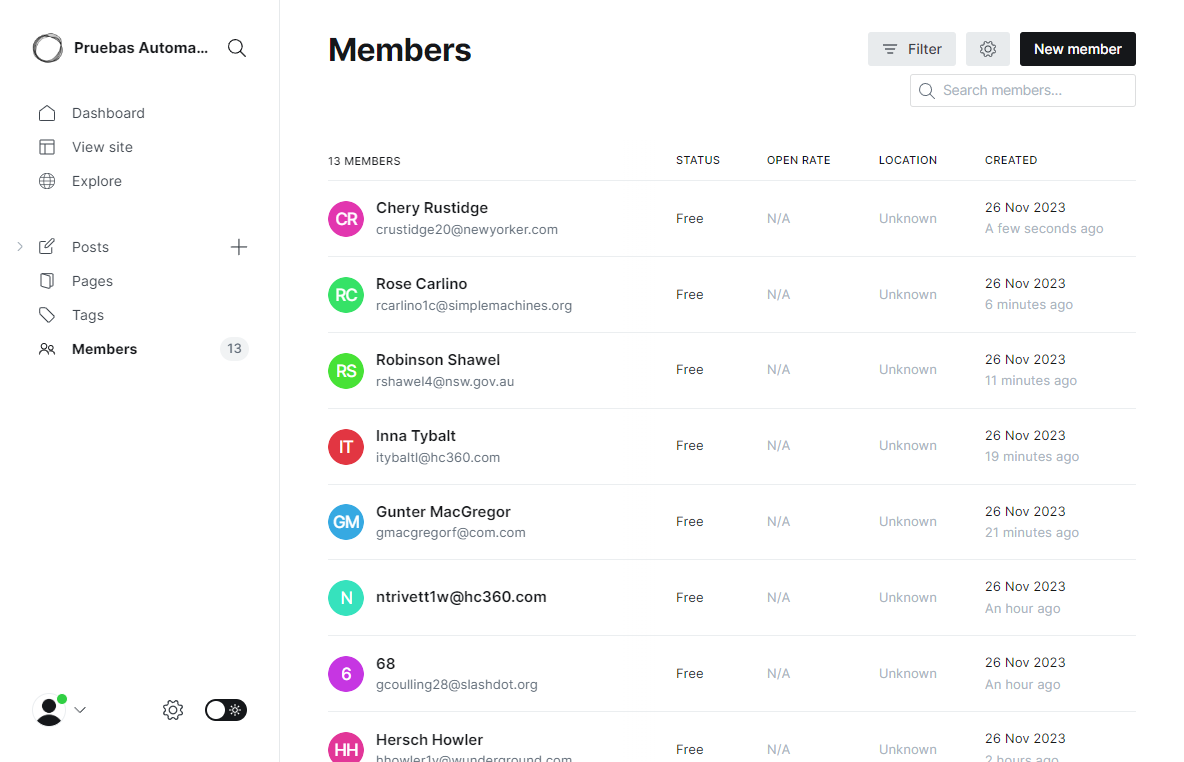 Pruebas Automa...
Dashboard
View site
Explore
Posts
Pages
Tags
Members 13
Members
Filter
New member
Search members...
13 MEMBERS STATUS OPEN RATE LOCATION CREATED
CR Chery Rustidge Free N/A Unknown 26 Nov 2023
crustidge20@newyorker.com A few seconds ago
RC Rose Carlino Free N/A Unknown 26 Nov 2023
rcarlino1c@simplemachines.org 6 minutes ago
RS Robinson Shawel Free N/A Unknown 26 Nov 2023
rshawel4@nsw.gov.au 11 minutes ago
IT Inna Tybalt Free N/A Unknown 26 Nov 2023
itybaltl@hc360.com 19 minutes ago
GM Gunter MacGregor Free N/A Unknown 26 Nov 2023
gmacgregorf@com.com 21 minutes ago
N ntrivett1w@hc360.com Free N/A Unknown 26 Nov 2023
An hour ago
6 68 Free N/A Unknown 26 Nov 2023
gcoulling28@slashdot.org An hour ago
HH Hersch Howler Free N/A Unknown 26 Nov 2023
2 hours ago